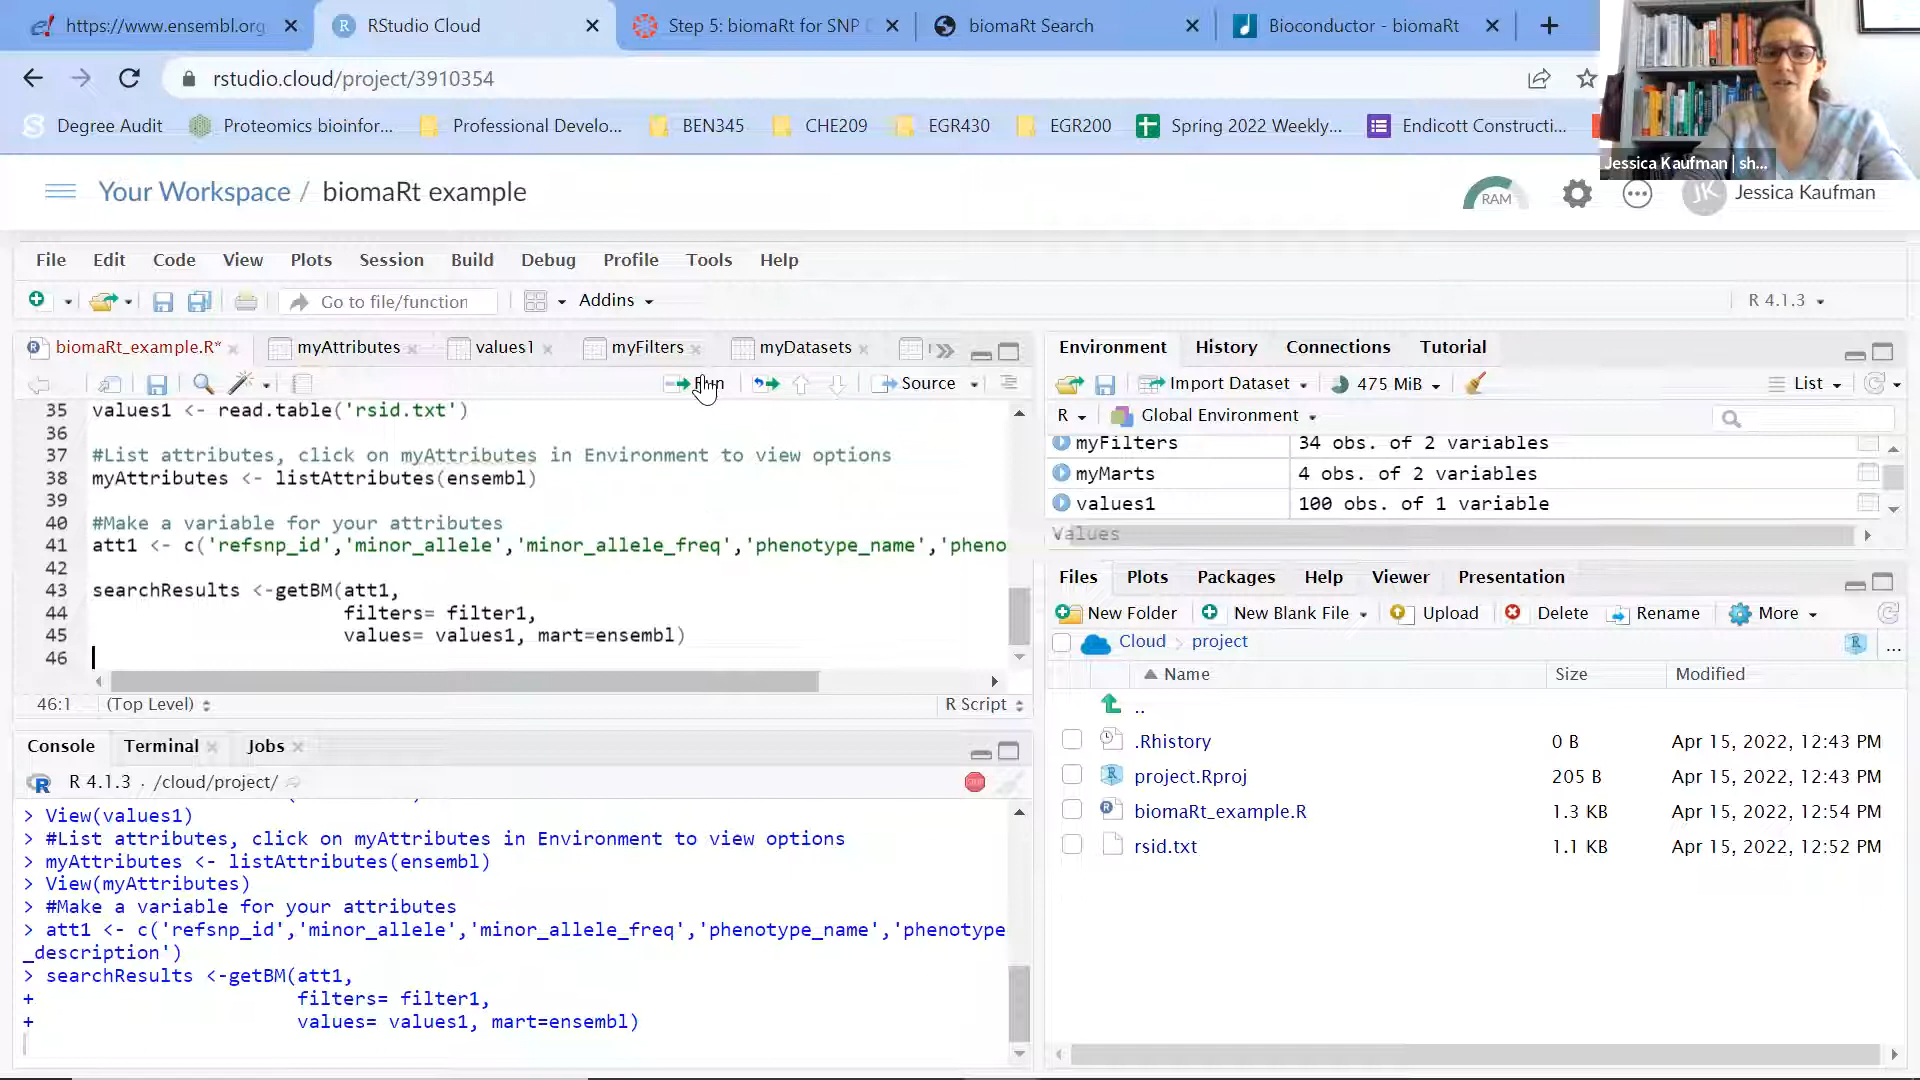 https://www.ensembl.org
RStudio Cloud
Step 5: biomaRt for SNP
biomaRt Search
Bioconductor - biomaRt
rstudio.cloud/project/3910354
Degree Audit
Proteomics bioinfor...
Professional Develo...
BEN345
CHE209
EGR430
EGR200
Spring 2022 Weekly...
Endicott Constructi...
Jessica Kaufman | sh...
Your Workspace / biomaRt example
RAM
JK
Jessica Kaufman
File Edit Code View Plots Session Build Debug Profile Tools Help
Go to file/function
Addins
R 4.1.3
biomaRt_example.R*
myAttributes
values1
myFilters
myDatasets
Run
Source
35 values1 <- read.table('rsid.txt')
36
37 #List attributes, click on myAttributes in Environment to view options
38 myAttributes <- listAttributes(ensembl)
39
40 #Make a variable for your attributes
41 att1 <- c('refsnp_id','minor_allele','minor_allele_freq','phenotype_name','pheno
42
43 searchResults <-getBM(att1,
44 filters= filter1,
45 values= values1, mart=ensembl)
46
46:1 (Top Level)
R Script
Console Terminal Jobs
R 4.1.3 . /cloud/project/
> View(values1)
> #List attributes, click on myAttributes in Environment to view options
> myAttributes <- listAttributes(ensembl)
> View(myAttributes)
> #Make a variable for your attributes
> att1 <- c('refsnp_id','minor_allele','minor_allele_freq','phenotype_name','phenotype
_description')
> searchResults <-getBM(att1,
+ filters= filter1,
+ values= values1, mart=ensembl)
Environment History Connections Tutorial
Import Dataset
475 MiB
List
R
Global Environment
myFilters 34 obs. of 2 variables
myMarts 4 obs. of 2 variables
values1 100 obs. of 1 variable
Values
Files Plots Packages Help Viewer Presentation
New Folder
New Blank File
Upload
Delete
Rename
More
Cloud project
...
Name Size Modified
..
.Rhistory 0 B Apr 15, 2022, 12:43 PM
project.Rproj 205 B Apr 15, 2022, 12:43 PM
biomaRt_example.R 1.3 KB Apr 15, 2022, 12:54 PM
rsid.txt 1.1 KB Apr 15, 2022, 12:52 PM